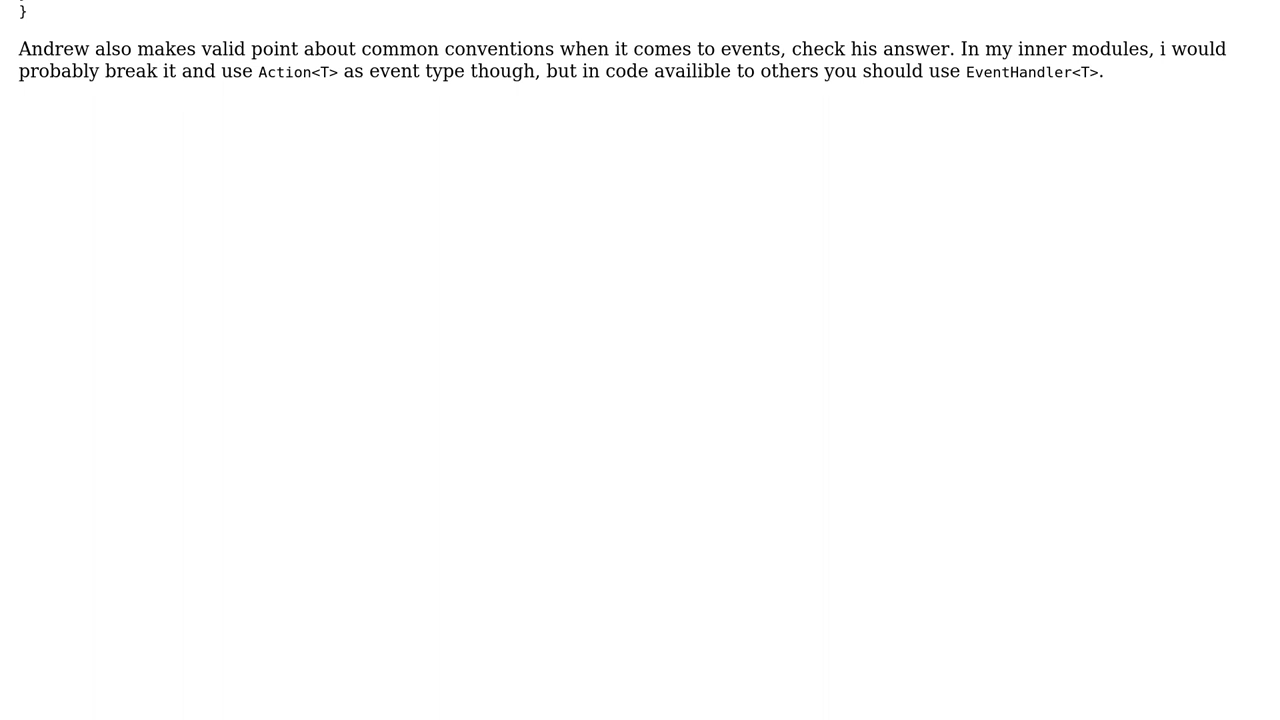 }
Andrew also makes valid point about common conventions when it comes to events, check his answer. In my inner modules, i would
probably break it and use Action<T> as event type though, but in code availible to others you should use EventHandler<T>.